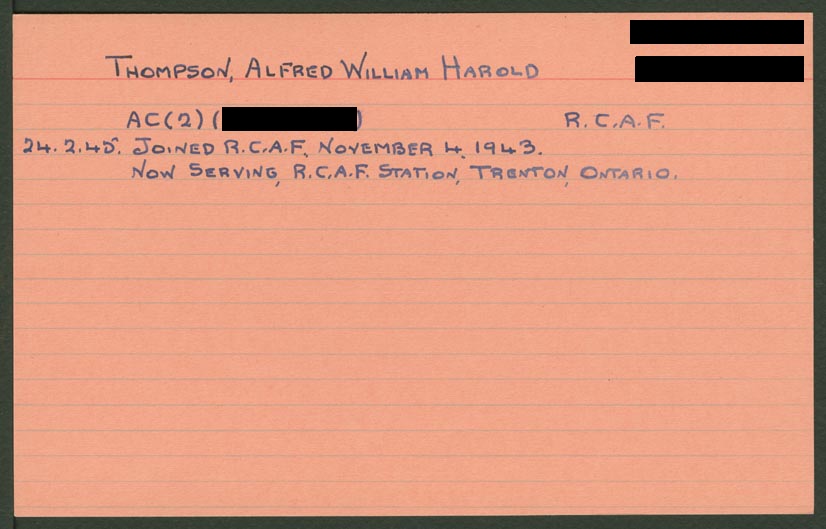 THOMPSON, ALFRED WILLIAM HAROLD
AC(2) ( ) R.C.A.F.
24.2.45. JOINED R.C.A.F. NOVEMBER 4, 1943.
NOW SERVING, R.C.A.F. STATION, TRENTON, ONTARIO.